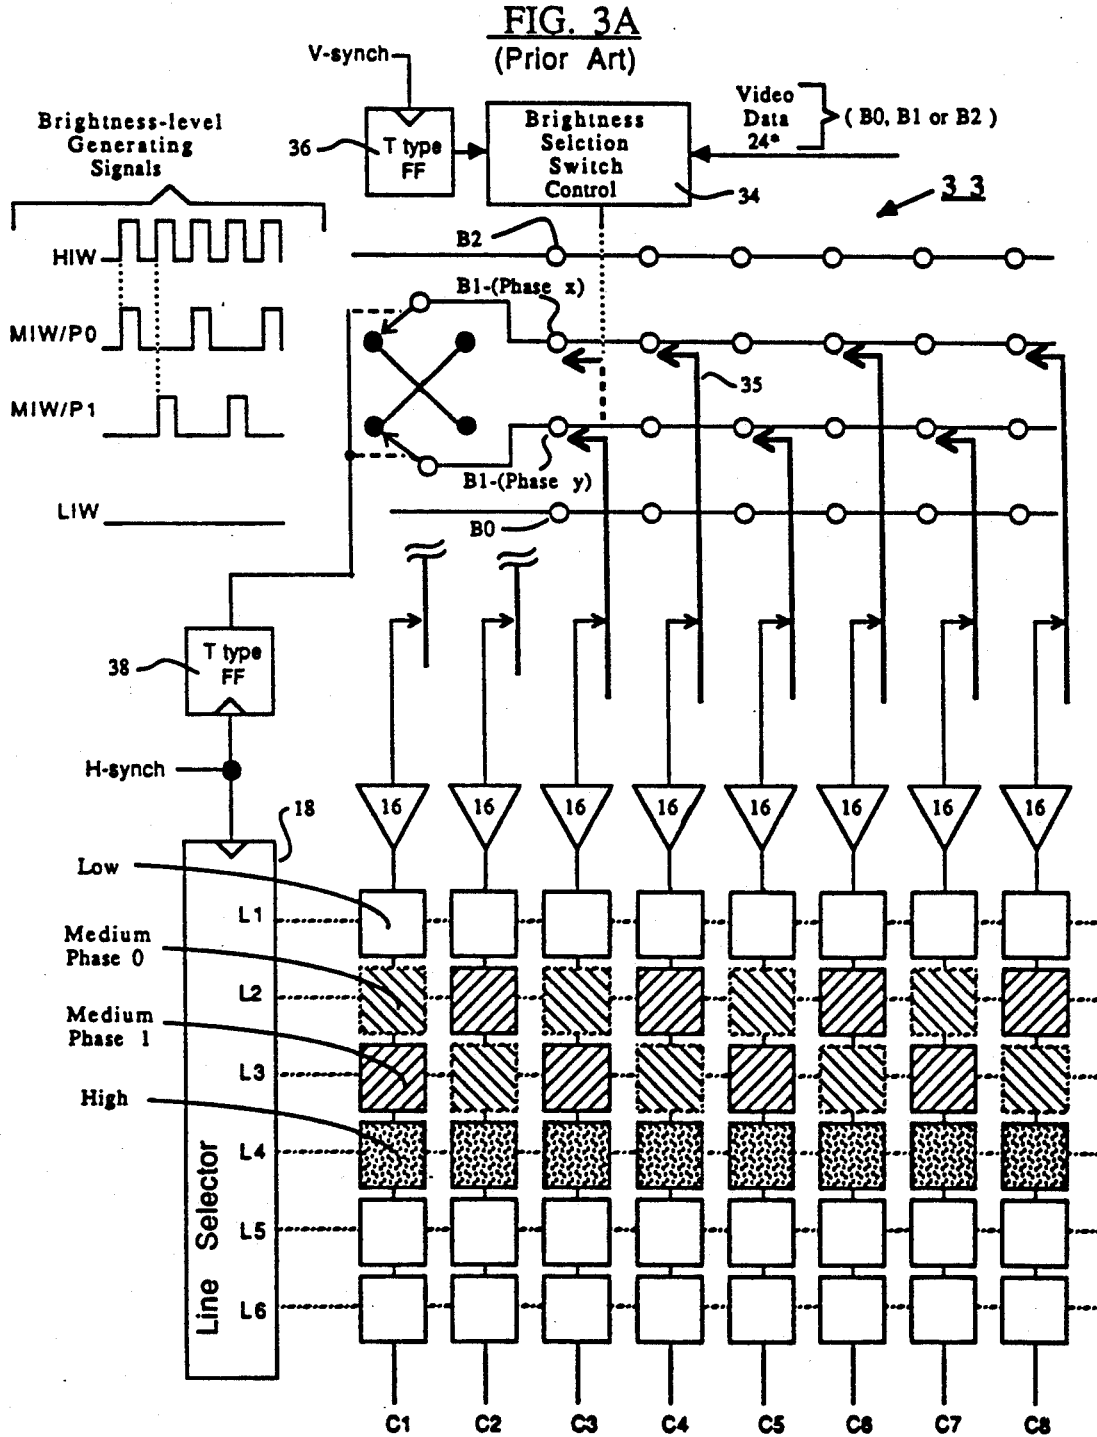 FIG. 3A
(Prior Art)
V-synch
Brightness-level
Generating
Signals
36
T type
FF
Brightness
Selction
Switch
Control
34
Video
Data
24*
( B0, B1 or B2 )
33
HIW
MIW/P0
MIW/P1
LIW
B2
B1-(Phase x)
35
B1-(Phase y)
B0
38
T type
FF
H-synch
18
16
16
16
16
16
16
16
16
Low
Medium
Phase 0
Medium
Phase 1
High
Line Selector
L1
L2
L3
L4
L5
L6
C1
C2
C3
C4
C5
C6
C7
C8